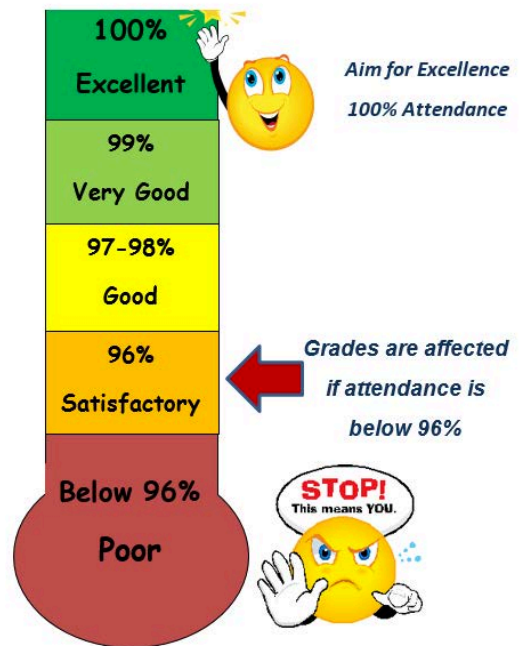 100%
Excellent
Aim for Excellence
100% Attendance
99%
Very Good
97-98%
Good
96%
Satisfactory
Grades are affected
if attendance is
below 96%
Below 96%
Poor
STOP!
This means YOU.